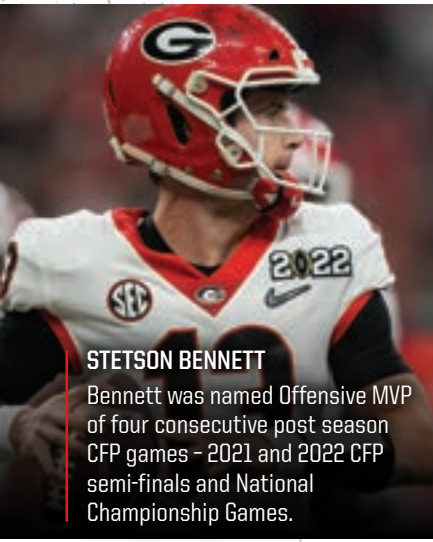 G
2022
SEC
G
13
STETSON BENNETT
Bennett was named Offensive MVP
of four consecutive post season
CFP games - 2021 and 2022 CFP
semi-finals and National
Championship Games.